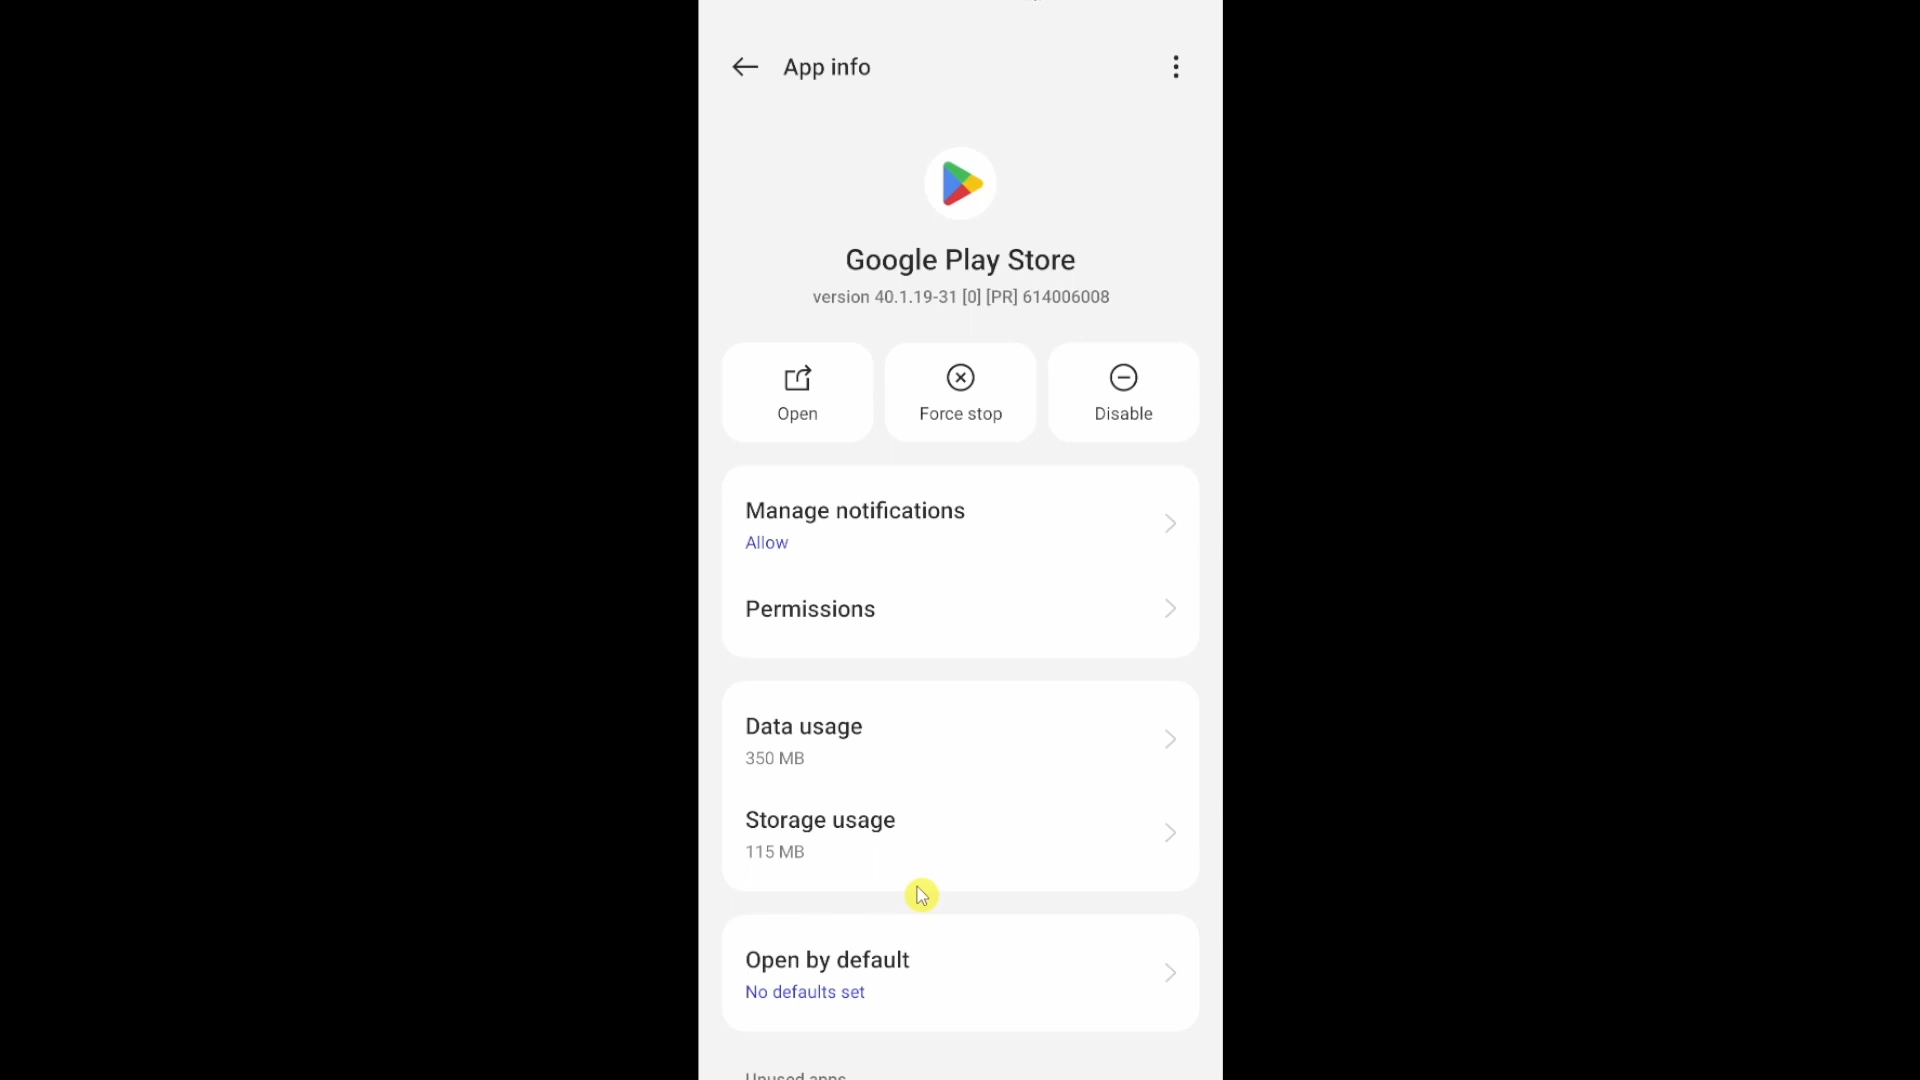 App info
Google Play Store
version 40.1.19-31 [0] [PR] 614006008
Open
Force stop
Disable
Manage notifications
Allow
Permissions
Data usage
350 MB
Storage usage
115 MB
Open by default
No defaults set
Unused apps